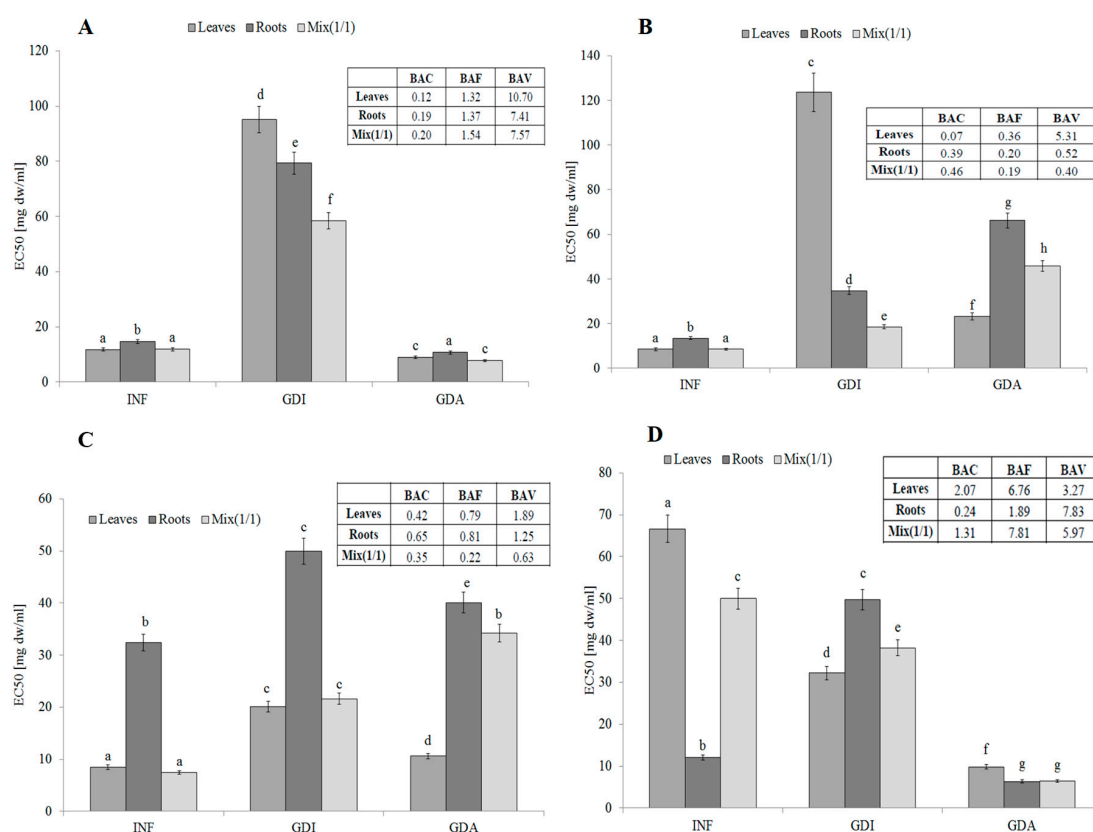 A
Leaves Roots Mix(1/1)
EC50 [mg dw/ml]
120
100
80
60
40
20
0
a b a
d e f
c a c
INF GDI GDA
BAC BAF BAV
Leaves 0.12 1.32 10.70
Roots 0.19 1.37 7.41
Mix(1/1) 0.20 1.54 7.57
B
Leaves Roots Mix(1/1)
EC50 [mg dw/ml]
140
120
100
80
60
40
20
0
a b a
c d e
f g h
INF GDI GDA
BAC BAF BAV
Leaves 0.07 0.36 5.31
Roots 0.39 0.20 0.52
Mix(1/1) 0.46 0.19 0.40
C
Leaves Roots Mix(1/1)
EC50 [mg dw/ml]
60
50
40
30
20
10
0
a b a
c c c
d e b
INF GDI GDA
BAC BAF BAV
Leaves 0.42 0.79 1.89
Roots 0.65 0.81 1.25
Mix(1/1) 0.35 0.22 0.63
D
Leaves Roots Mix(1/1)
EC50 [mg dw/ml]
80
70
60
50
40
30
20
10
0
a b c
d c e
f g g
INF GDI GDA
BAC BAF BAV
Leaves 2.07 6.76 3.27
Roots 0.24 1.89 7.83
Mix(1/1) 1.31 7.81 5.97